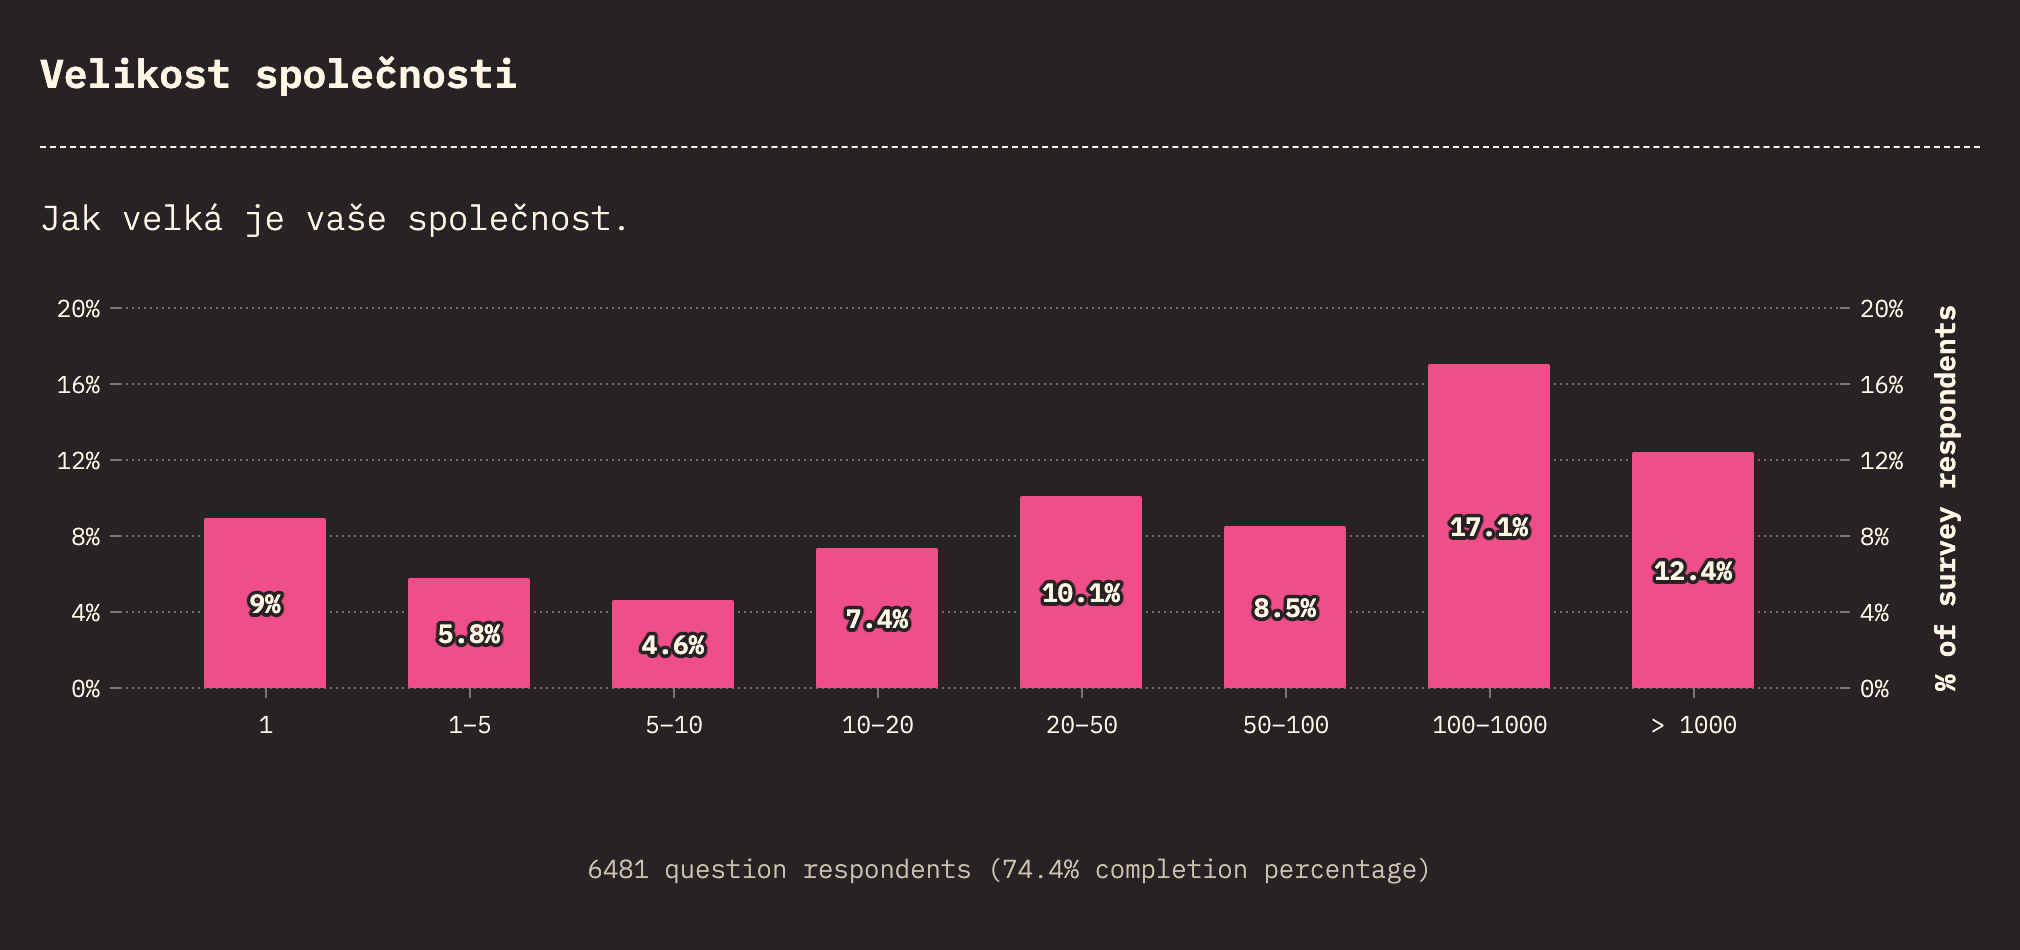 Velikost společnosti
Jak velká je vaše společnost.
20% 20%
16% 16%
12% 12%
8% 8%
4% 4%
0% 0%
% of survey respondents
9% 5.8% 4.6% 7.4% 10.1% 8.5% 17.1% 12.4%
1 1–5 5–10 10–20 20–50 50–100 100–1000 > 1000
6481 question respondents (74.4% completion percentage)